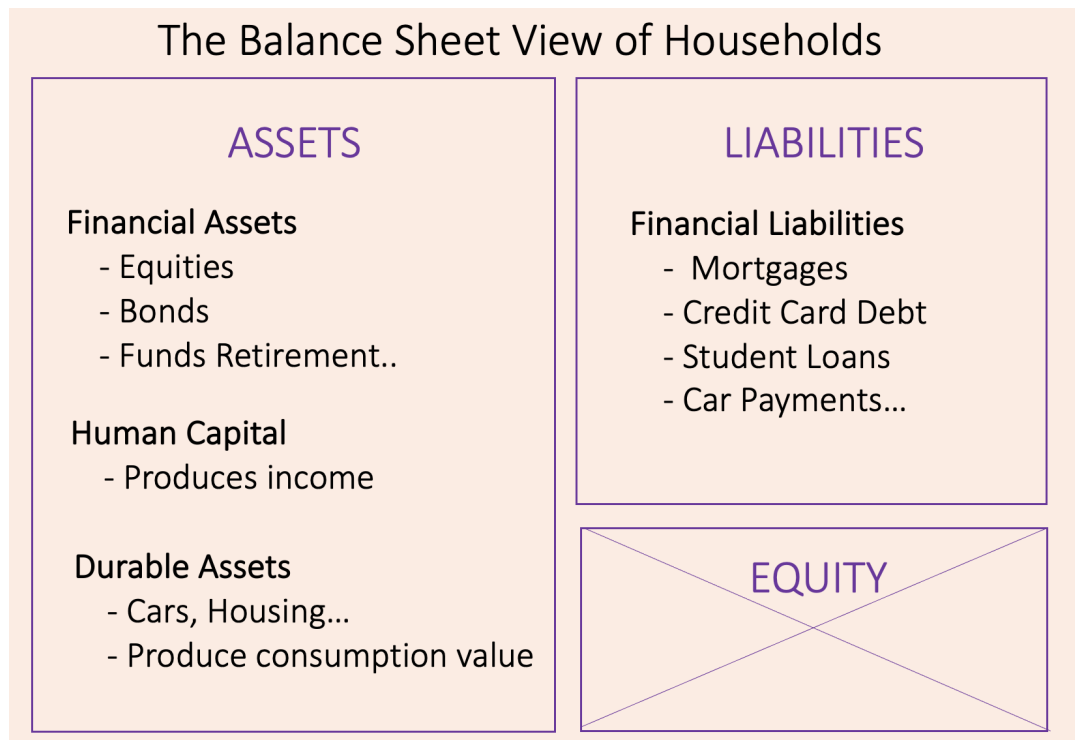 The Balance Sheet View of Households
ASSETS
Financial Assets
- Equities
- Bonds
- Funds Retirement..
Human Capital
- Produces income
Durable Assets
- Cars, Housing...
- Produce consumption value
LIABILITIES
Financial Liabilities
- Mortgages
- Credit Card Debt
- Student Loans
- Car Payments...
EQUITY